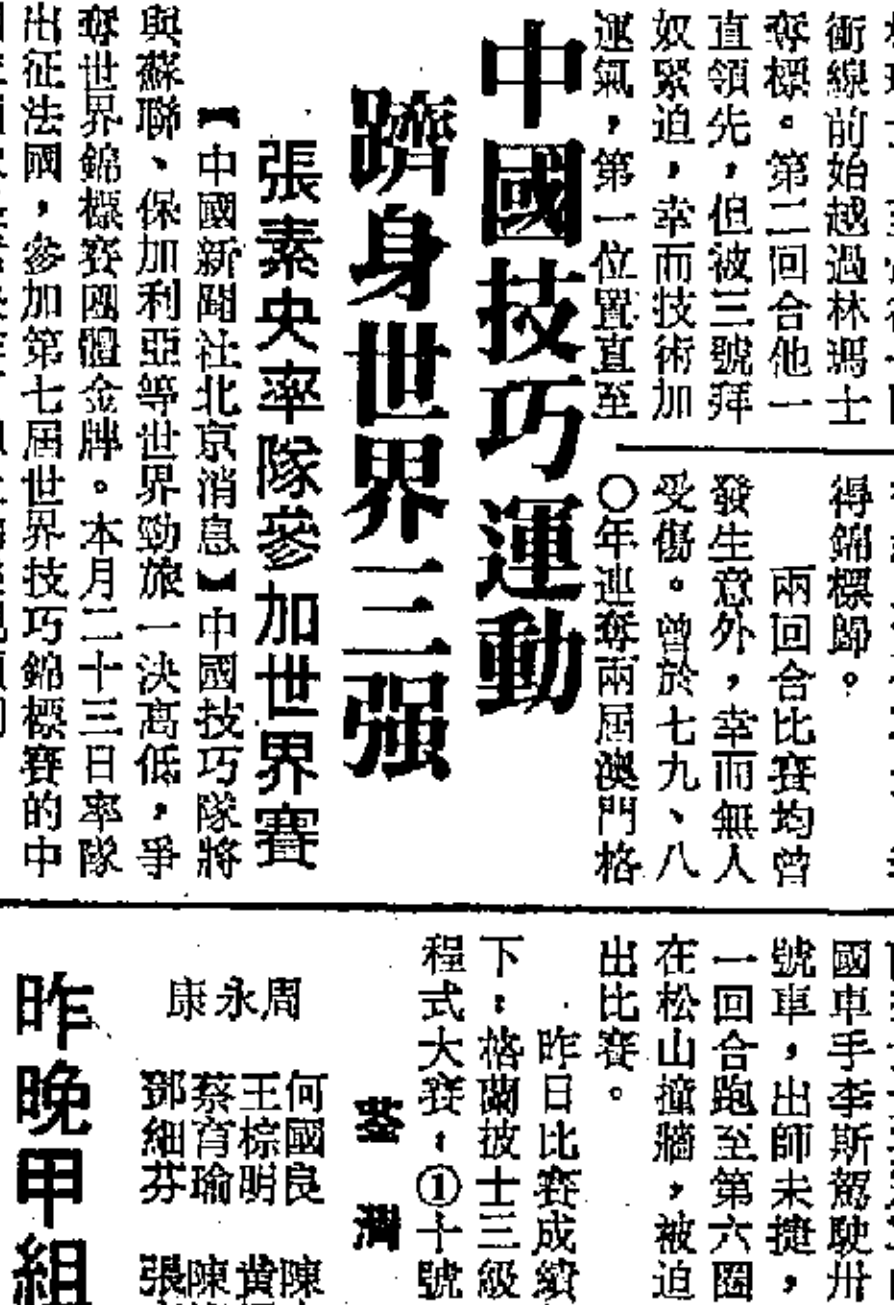 衝線前始越過林瑪士
奪標。第二回合他一
直領先，但被三號拜
奴緊迫，幸而技術加
運氣，第一位置直至
得錦標歸。
兩回合比賽均曾
發生意外，幸而無人
受傷。曾於七九、八
〇年連奪兩屆澳門格
中國技巧運動
躋身世界三强
張素央率隊參加世界賽
【中國新聞社北京消息】中國技巧隊將
與蘇聯、保加利亞等世界勁旅一決高低，爭
奪世界錦標賽團體金牌。本月二十三日率隊
出征法國，參加第七屆世界技巧錦標賽的中
國車手李斯駕駛卅
號車，出師未捷，
一回合跑至第六圈
在松山撞牆，被迫
出比賽。
昨日比賽成績
下：格蘭披士三級
程式大賽，①十號
荃灣
周永康
何國良 陳
王棕明 黄
蔡育瑜 陳
鄧細芬 張
昨晚甲組